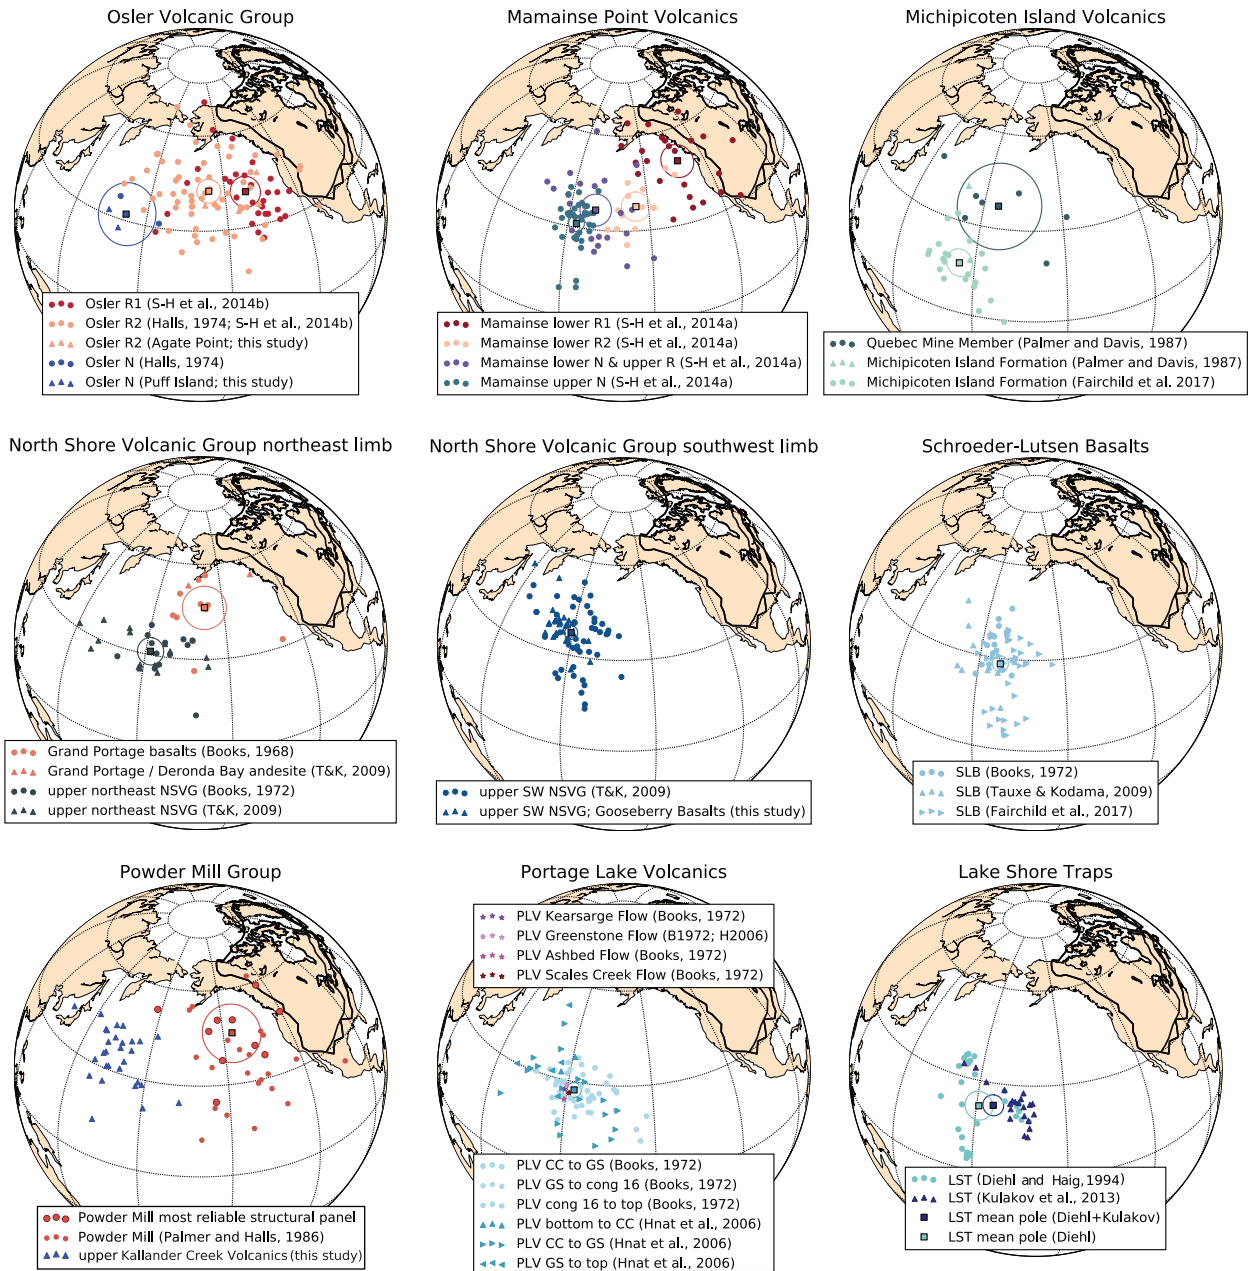 Osler Volcanic Group
Osler R1 (S-H et al., 2014b)
Osler R2 (Halls, 1974; S-H et al., 2014b)
Osler R2 (Agate Point; this study)
Osler N (Halls, 1974)
Osler N (Puff Island; this study)
Mamainse Point Volcanics
Mamainse lower R1 (S-H et al., 2014a)
Mamainse lower R2 (S-H et al., 2014a)
Mamainse lower N & upper R (S-H et al., 2014a)
Mamainse upper N (S-H et al., 2014a)
Michipicoten Island Volcanics
Quebec Mine Member (Palmer and Davis, 1987)
Michipicoten Island Formation (Palmer and Davis, 1987)
Michipicoten Island Formation (Fairchild et al. 2017)
North Shore Volcanic Group northeast limb
Grand Portage basalts (Books, 1968)
Grand Portage / Deronda Bay andesite (T&K, 2009)
upper northeast NSVG (Books, 1972)
upper northeast NSVG (T&K, 2009)
North Shore Volcanic Group southwest limb
upper SW NSVG (T&K, 2009)
upper SW NSVG; Gooseberry Basalts (this study)
Schroeder-Lutsen Basalts
SLB (Books, 1972)
SLB (Tauxe & Kodama, 2009)
SLB (Fairchild et al., 2017)
Powder Mill Group
Powder Mill most reliable structural panel
Powder Mill (Palmer and Halls, 1986)
upper Kallander Creek Volcanics (this study)
Portage Lake Volcanics
PLV Kearsarge Flow (Books, 1972)
PLV Greenstone Flow (B1972; H2006)
PLV Ashbed Flow (Books, 1972)
PLV Scales Creek Flow (Books, 1972)
PLV CC to GS (Books, 1972)
PLV GS to cong 16 (Books, 1972)
PLV cong 16 to top (Books, 1972)
PLV bottom to CC (Hnat et al., 2006)
PLV CC to GS (Hnat et al., 2006)
PLV GS to top (Hnat et al., 2006)
Lake Shore Traps
LST (Diehl and Haig, 1994)
LST (Kulakov et al., 2013)
LST mean pole (Diehl+Kulakov)
LST mean pole (Diehl)